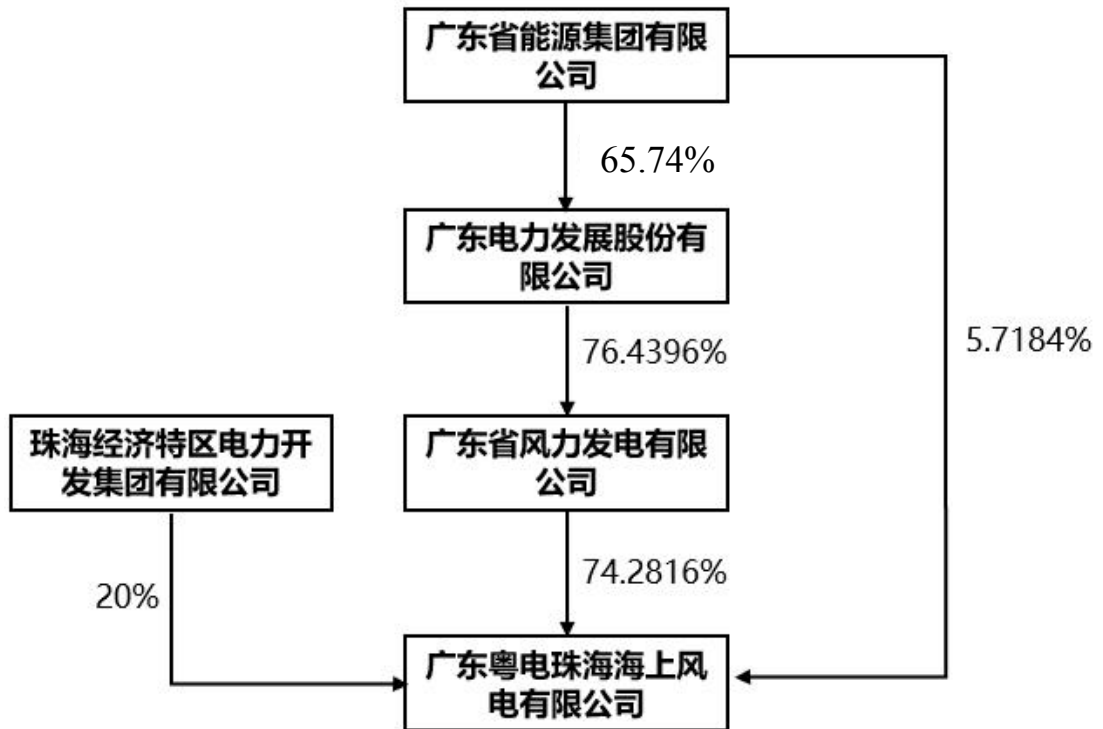 广东省能源集团有限
公司
65.74%
广东电力发展股份有
限公司
76.4396%
5.7184%
珠海经济特区电力开
发集团有限公司
广东省风力发电有限
公司
20%
74.2816%
广东粤电珠海海上风
电有限公司